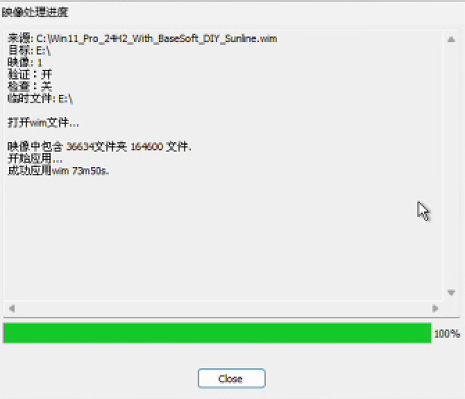 映像处理进度
来源: C:\Win11_Pro_24H2_With_BaseSoft_DIY_Sunline.wim
目标: E:\
映像: 1
验证：开
检查：关
临时文件: E:\
打开wim文件...
映像中包含 36634文件夹 164600 文件.
开始应用...
成功应用wim 73m50s.
100%
Close